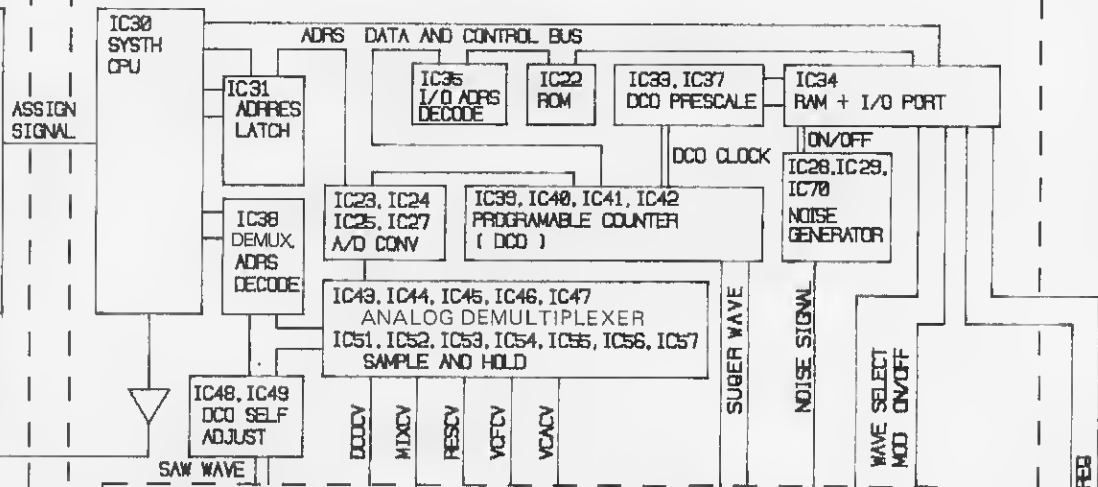 IC30
SYSTH
CPU
ADRS DATA AND CONTROL BUS
IC31
ADRRES
LATCH
IC35
I/O ADRS
DECODE
IC22
ROM
IC33, IC37
DCO PRESCALE
IC34
RAM + I/O PORT
ASSIGN
SIGNAL
DCO CLOCK
ON/OFF
IC28, IC29,
IC70
NOISE
GENERATOR
IC38
DEMUX,
ADRS
DECODE
IC23, IC24
IC25, IC27
A/D CONV
IC39, IC40, IC41, IC42
PROGRAMABLE COUNTER
( DCO )
IC43, IC44, IC45, IC46, IC47
ANALOG DEMULTIPLEXER
IC51, IC52, IC53, IC54, IC55, IC56, IC57
SAMPLE AND HOLD
IC48, IC49
DCO SELF
ADJUST
SAW WAVE
DCOCV
MIXCV
RESCV
VCFCV
VCACV
SUQER WAVE
NOISE SIGNAL
WAVE SELECT
MOD ON/OFF